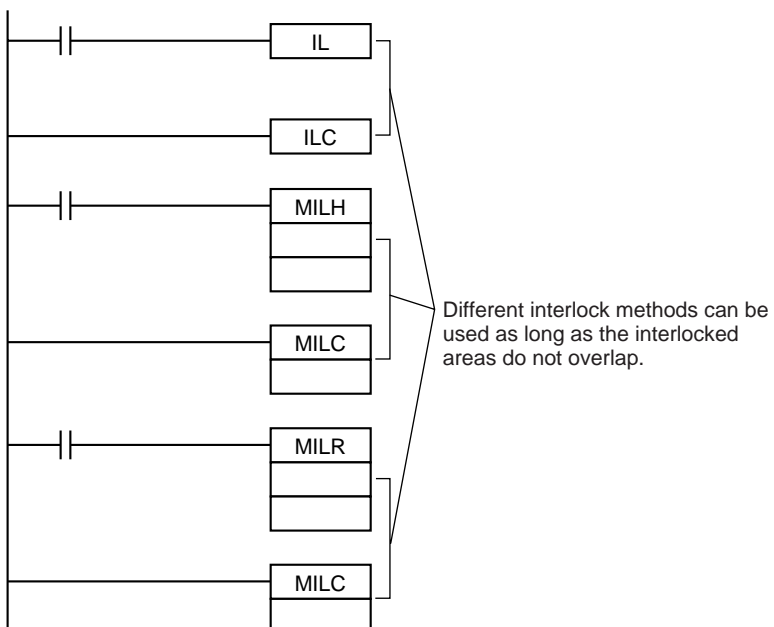 IL
ILC
MILH
MILC
MILR
MILC
Different interlock methods can be
used as long as the interlocked
areas do not overlap.